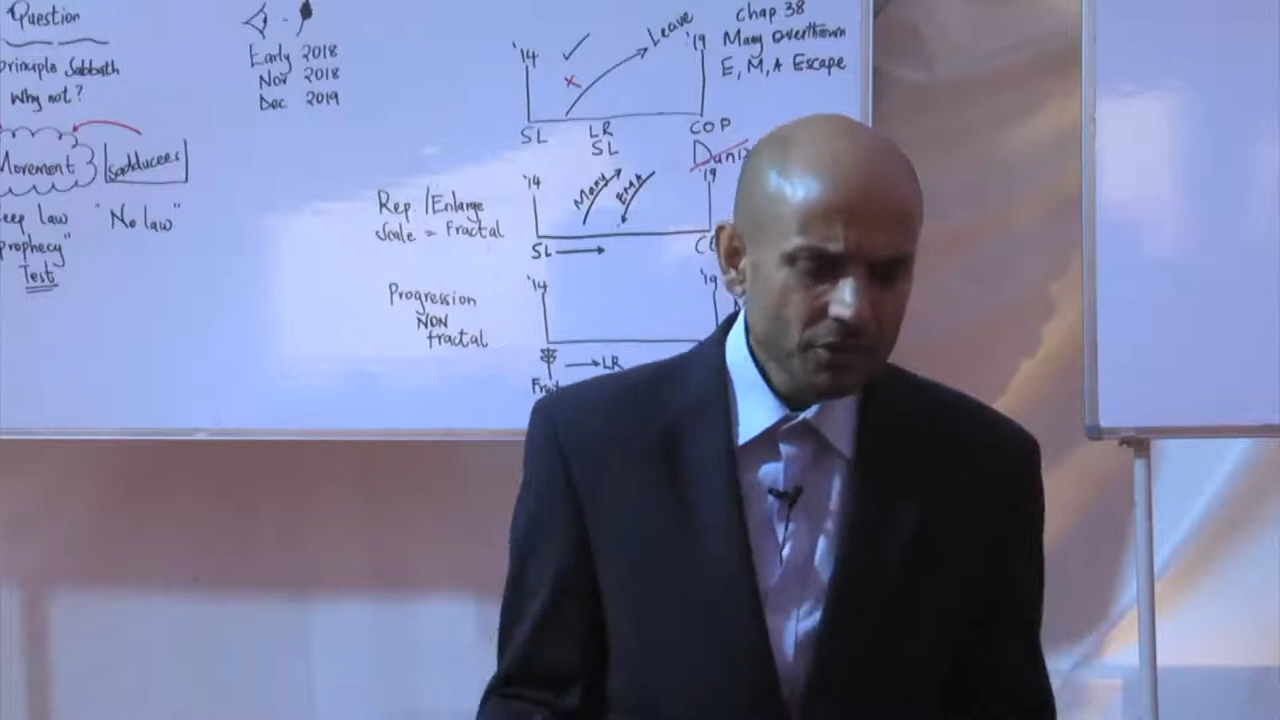 Question
principle Sabbath
Why not?
Movement
Sadducees
eep law
"No law"
prophecy"
Test
Early 2018
Nov 2018
Dec 2019
'14
Leave
'19
SL
LR
SL
COP
Chap 38
Many overthrown
E, M, A Escape
Rep. / Enlarge
Scale = Fractal
'14
Many
EMA
'19
SL
Progression
NON
fractal
'14
'19
LR